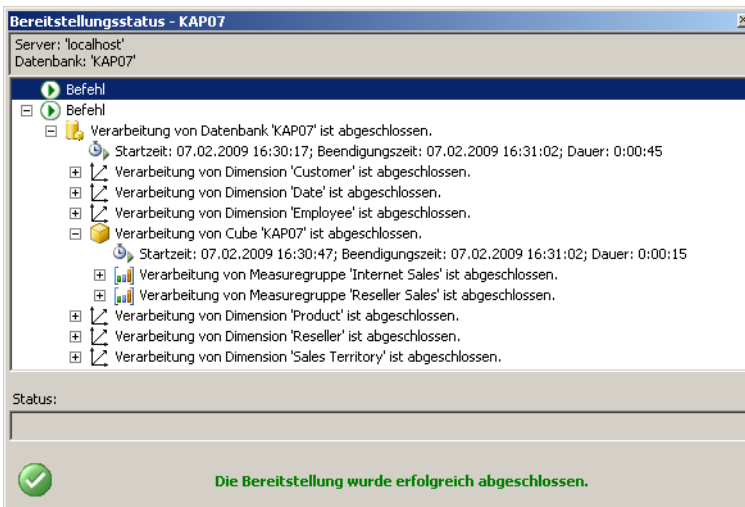 Bereitstellungsstatus - KAP07
Server: 'localhost'
Datenbank: 'KAP07'
Befehl
Befehl
Verarbeitung von Datenbank 'KAP07' ist abgeschlossen.
Startzeit: 07.02.2009 16:30:17; Beendigungszeit: 07.02.2009 16:31:02; Dauer: 0:00:45
Verarbeitung von Dimension 'Customer' ist abgeschlossen.
Verarbeitung von Dimension 'Date' ist abgeschlossen.
Verarbeitung von Dimension 'Employee' ist abgeschlossen.
Verarbeitung von Cube 'KAP07' ist abgeschlossen.
Startzeit: 07.02.2009 16:30:47; Beendigungszeit: 07.02.2009 16:31:02; Dauer: 0:00:15
Verarbeitung von Measuregruppe 'Internet Sales' ist abgeschlossen.
Verarbeitung von Measuregruppe 'Reseller Sales' ist abgeschlossen.
Verarbeitung von Dimension 'Product' ist abgeschlossen.
Verarbeitung von Dimension 'Reseller' ist abgeschlossen.
Verarbeitung von Dimension 'Sales Territory' ist abgeschlossen.
Status:
Die Bereitstellung wurde erfolgreich abgeschlossen.